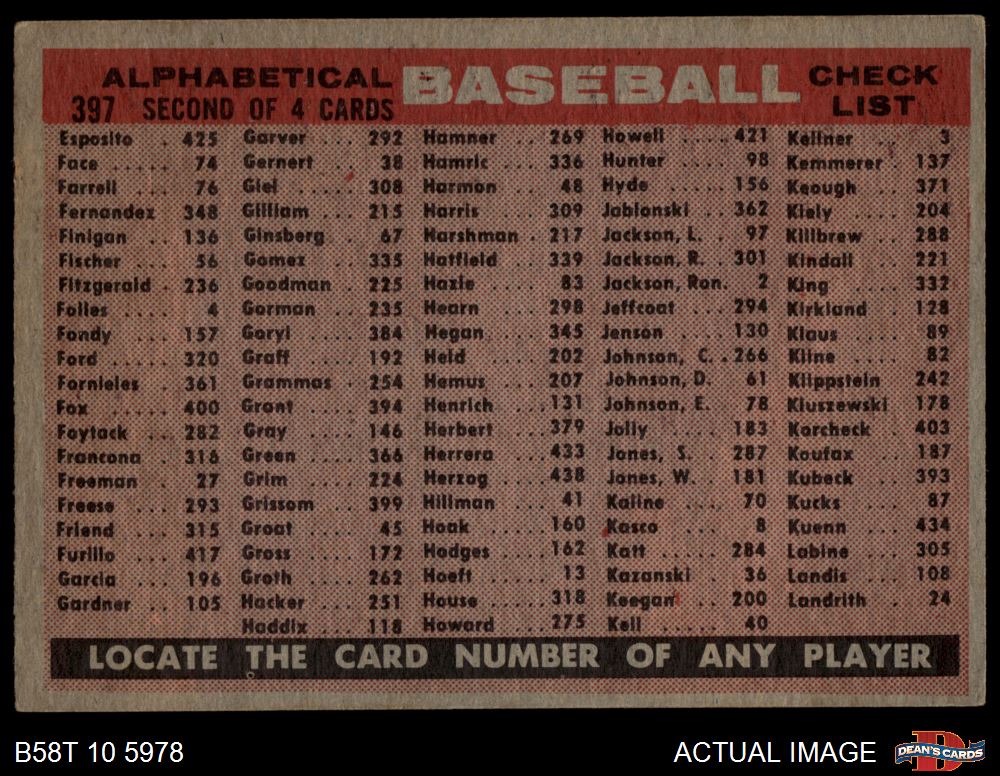 ALPHABETICAL BASEBALL CHECK
397 SECOND OF 4 CARDS LIST
Esposito . 425
Face ..... 74
Farrell ... 76
Fernandez 348
Finigan .. 136
Fischer ... 56
Fitzgerald . 236
Foiles .... 4
Fondy ... 157
Ford .... 320
Fornieles . 361
Fox ..... 400
Foytack .. 282
Francona . 316
Freeman .. 27
Freese ... 293
Friend ... 315
Furillo ... 417
Garcia ... 196
Gardner .. 105
Garver ... 292
Gernert ... 38
Giel ..... 308
Gilliam ... 215
Ginsberg .. 67
Gomez ... 335
Goodman . 225
Gorman .. 235
Goryl .... 384
Graff .... 192
Grammas . 254
Grant .... 394
Gray .... 146
Green ... 366
Grim .... 224
Grissom .. 399
Groat .... 45
Gross .... 172
Groth .... 262
Hacker ... 251
Haddix ... 118
Hamner .. 269
Hamric ... 336
Harmon ... 48
Harris .... 309
Harshman . 217
Hatfield .. 339
Hazle .... 83
Hearn ... 298
Hegan ... 345
Held .... 202
Hemus ... 207
Henrich ... 131
Herbert ... 379
Herrera ... 433
Herzog ... 438
Hillman ... 41
Hoak .... 160
Hodges ... 162
Hoeft .... 13
House ..... 318
Howard ... 275
Howell .... 421
Hunter .... 98
Hyde ..... 156
Jablonski .. 362
Jackson, L. . 97
Jackson, R. . 301
Jackson, Ron. 2
Jeffcoat ... 294
Jenson ... 130
Johnson, C. . 266
Johnson, D. 61
Johnson, E. 78
Jolly .... 183
Jones, S. . 287
Jones, W. . 181
Kaline ... 70
Kasco .... 8
Katt ..... 284
Kazanski . 36
Keegan .. 200
Kell ..... 40
Kellner ... 3
Kemmerer 137
Keough .. 371
Kiely .... 204
Killbrew .. 288
Kindall ... 221
King .... 332
Kirkland .. 128
Klaus .... 89
Kline .... 82
Klippstein . 242
Kluszewski 178
Korcheck . 403
Koufax ... 187
Kubeck .. 393
Kucks .... 87
Kuenn ... 434
Labine ... 305
Landis ... 108
Landrith .. 24
LOCATE THE CARD NUMBER OF ANY PLAYER
B58T 10 5978
ACTUAL IMAGE
DEAN'S CARDS